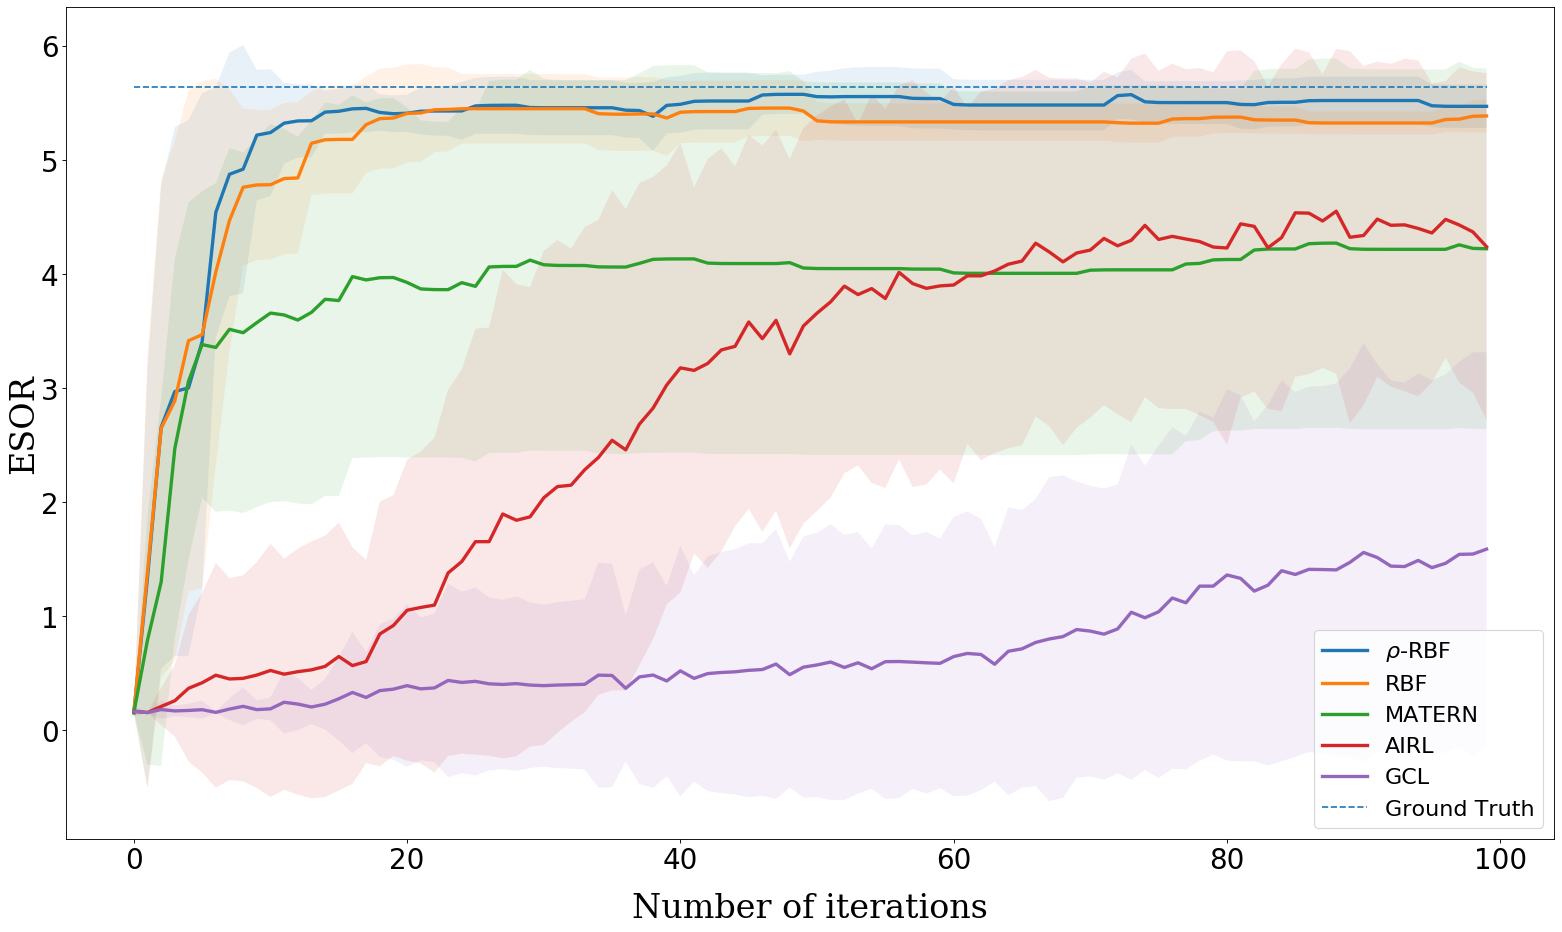 6
5
4
3
2
1
0
ESOR
0 20 40 60 80 100
Number of iterations
ρ-RBF
RBF
MATERN
AIRL
GCL
Ground Truth